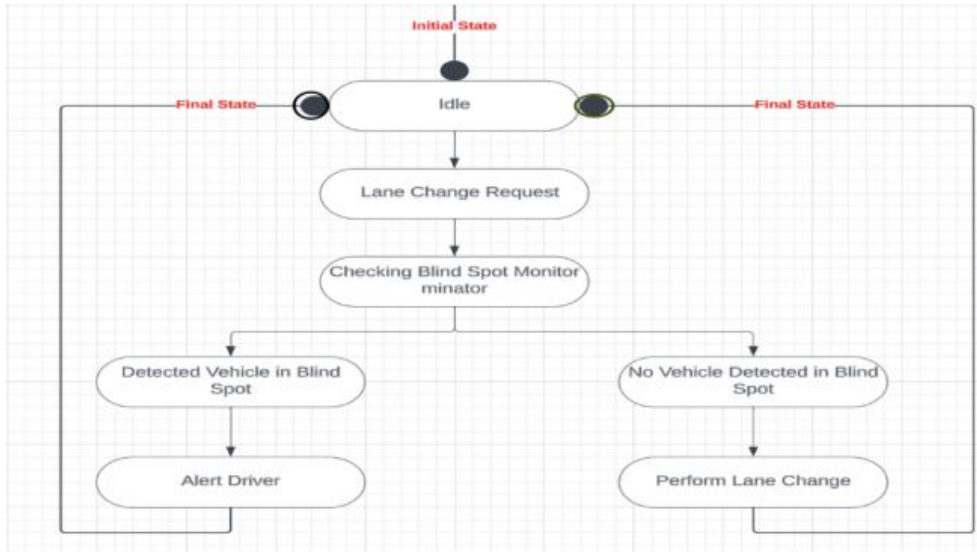 Initial State
Final State
Idle
Final State
Lane Change Request
Checking Blind Spot Monitor
minator
Detected Vehicle in Blind
Spot
No Vehicle Detected in Blind
Spot
Alert Driver
Perform Lane Change